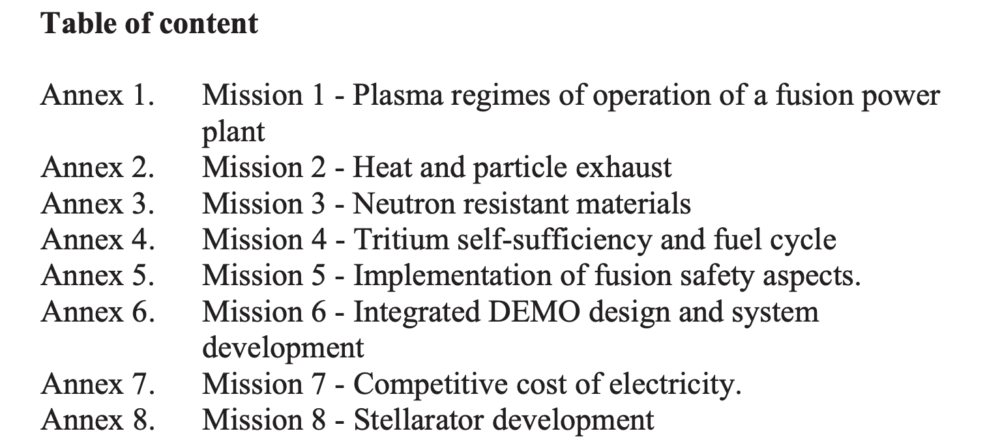 Table of content
Annex 1. Mission 1 - Plasma regimes of operation of a fusion power
plant
Annex 2. Mission 2 - Heat and particle exhaust
Annex 3. Mission 3 - Neutron resistant materials
Annex 4. Mission 4 - Tritium self-sufficiency and fuel cycle
Annex 5. Mission 5 - Implementation of fusion safety aspects.
Annex 6. Mission 6 - Integrated DEMO design and system
development
Annex 7. Mission 7 - Competitive cost of electricity.
Annex 8. Mission 8 - Stellarator development